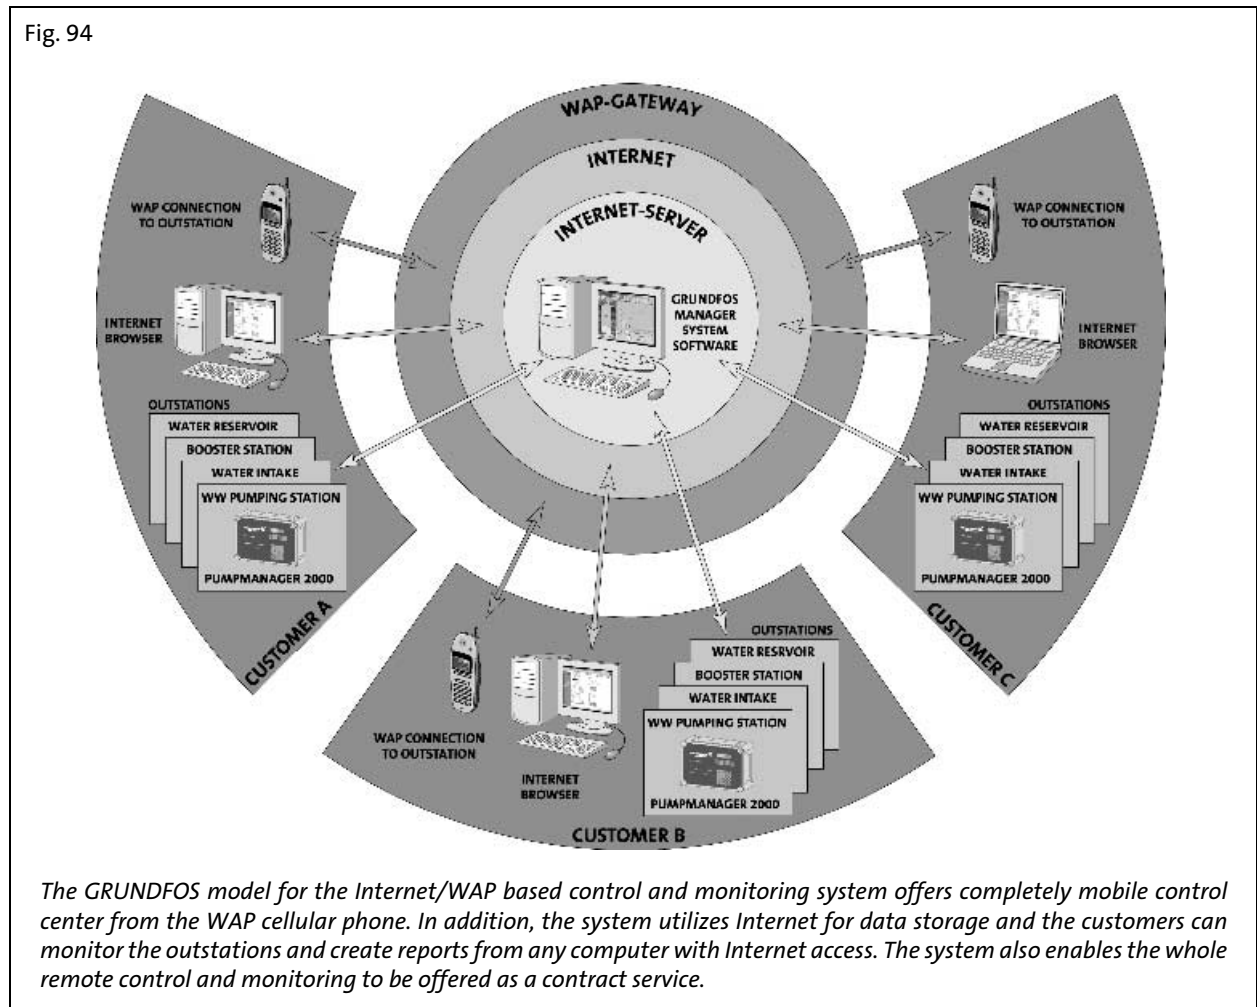 Fig. 94
WAP-GATEWAY
INTERNET
INTERNET-SERVER
GRUNDFOS
MANAGER
SYSTEM
SOFTWARE
WAP CONNECTION
TO OUTSTATION
INTERNET
BROWSER
OUTSTATIONS
WATER RESERVOIR
BOOSTER STATION
WATER INTAKE
WW PUMPING STATION
PUMPMANAGER 2000
CUSTOMER A
WAP CONNECTION
TO OUTSTATION
INTERNET
BROWSER
OUTSTATIONS
WATER RESRVOIR
BOOSTER STATION
WATER INTAKE
WW PUMPING STATION
PUMPMANAGER 2000
CUSTOMER B
WAP CONNECTION
TO OUTSTATION
INTERNET
BROWSER
OUTSTATIONS
WATER RESERVOIR
BOOSTER STATION
WATER INTAKE
WW PUMPING STATION
PUMPMANAGER 2000
CUSTOMER C
The GRUNDFOS model for the Internet/WAP based control and monitoring system offers completely mobile control
center from the WAP cellular phone. In addition, the system utilizes Internet for data storage and the customers can
monitor the outstations and create reports from any computer with Internet access. The system also enables the whole
remote control and monitoring to be offered as a contract service.